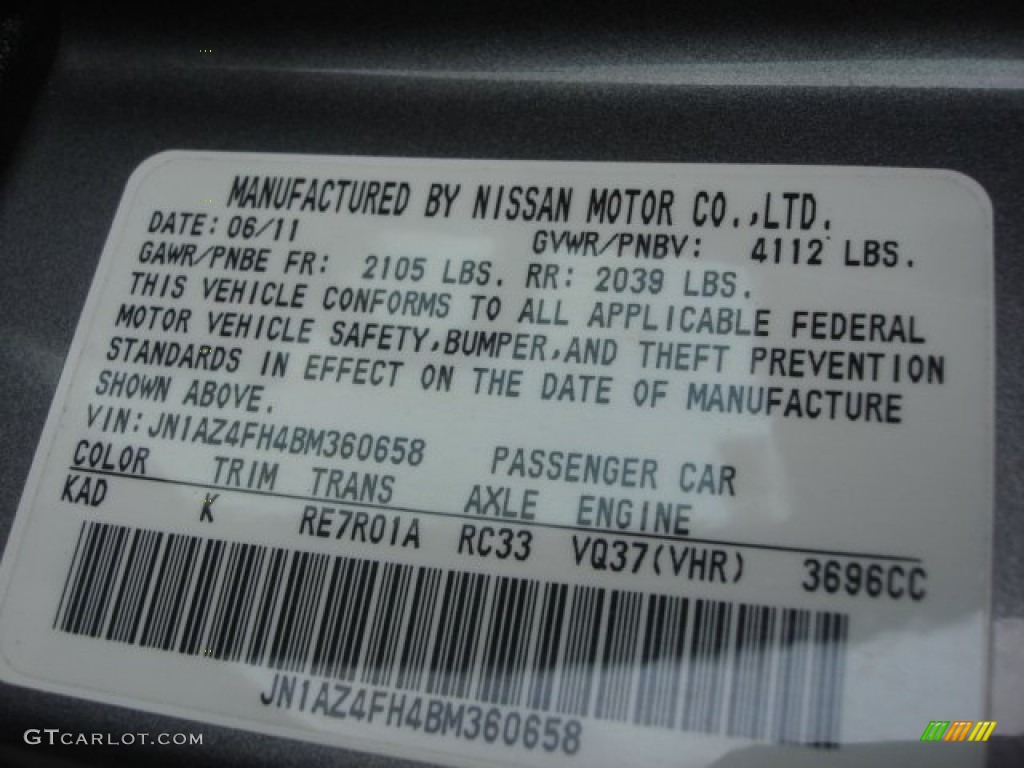 MANUFACTURED BY NISSAN MOTOR CO.,LTD.
DATE: 06/11 GVWR/PNBV: 4112 LBS.
GAWR/PNBE FR: 2105 LBS. RR: 2039 LBS.
THIS VEHICLE CONFORMS TO ALL APPLICABLE FEDERAL
MOTOR VEHICLE SAFETY,BUMPER,AND THEFT PREVENTION
STANDARDS IN EFFECT ON THE DATE OF MANUFACTURE
SHOWN ABOVE.
VIN:JN1AZ4FH4BM360658 PASSENGER CAR
COLOR TRIM TRANS AXLE ENGINE
KAD K RE7R01A RC33 VQ37(VHR) 3696CC
JN1AZ4FH4BM360658
GTCARLOT.COM